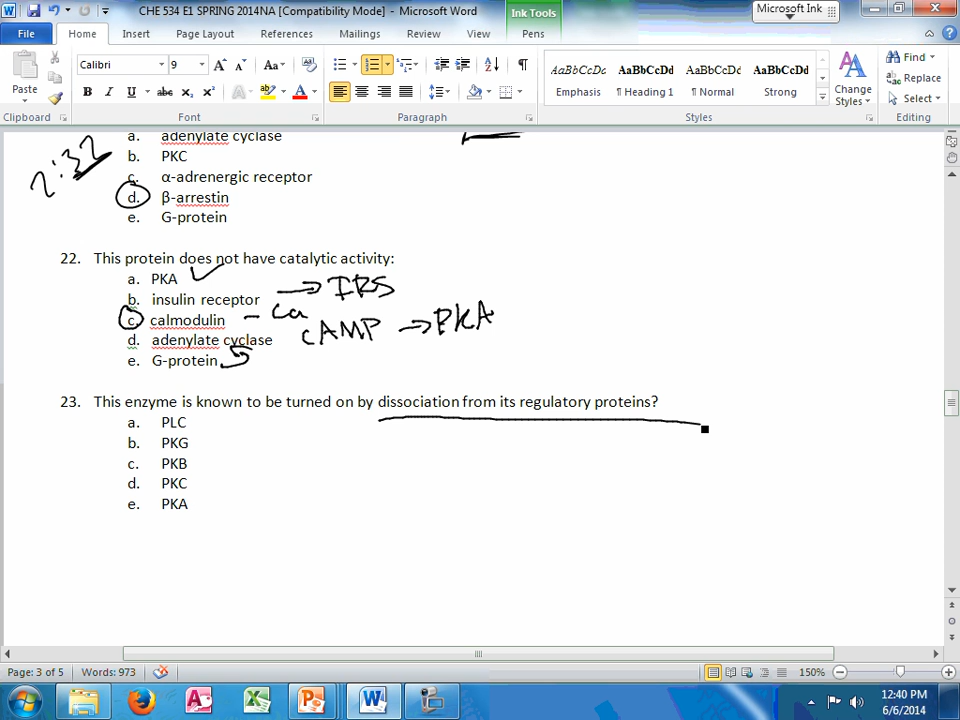 CHE 534 E1 SPRING 2014NA [Compatibility Mode] - Microsoft Word
Ink Tools
Microsoft Ink
File Home Insert Page Layout References Mailings Review View Pens
Paste
Clipboard
Calibri 9
Font
Paragraph
AaBbCcDc AaBbCcDd AaBbCcDc AaBbCcDd
Emphasis ¶ Heading 1 ¶ Normal Strong
Styles
Change Styles
Find
Replace
Select
Editing
2:32
a. adenylate cyclase
b. PKC
c. α-adrenergic receptor
d. β-arrestin
e. G-protein
22. This protein does not have catalytic activity:
a. PKA
b. insulin receptor → IRS
c. calmodulin - Ca
cAMP → PKA
d. adenylate cyclase
e. G-protein
23. This enzyme is known to be turned on by dissociation from its regulatory proteins?
a. PLC
b. PKG
c. PKB
d. PKC
e. PKA
Page: 3 of 5 Words: 973 150%
12:40 PM
6/6/2014